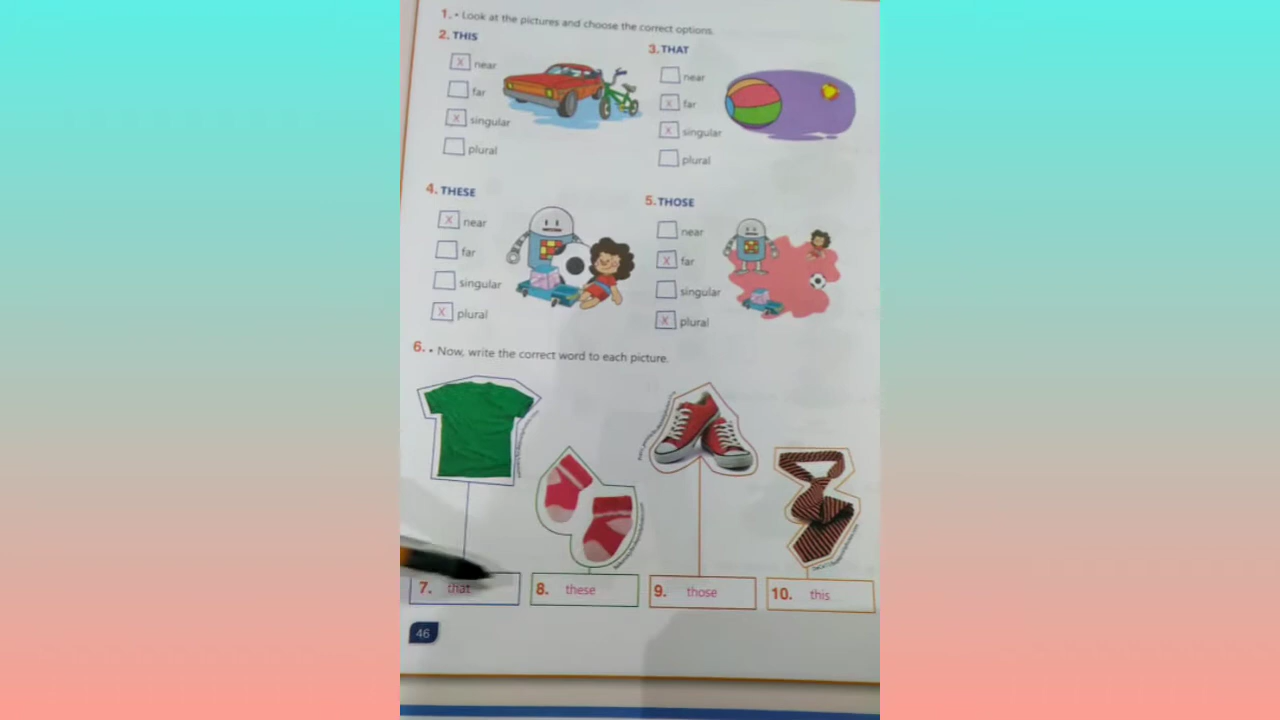 1. • Look at the pictures and choose the correct options.
2. THIS
X near
far
X singular
plural
3. THAT
near
X far
X singular
plural
4. THESE
X near
far
singular
X plural
5. THOSE
near
X far
singular
X plural
6. • Now, write the correct word to each picture.
7. that
8. these
9. those
10. this
46